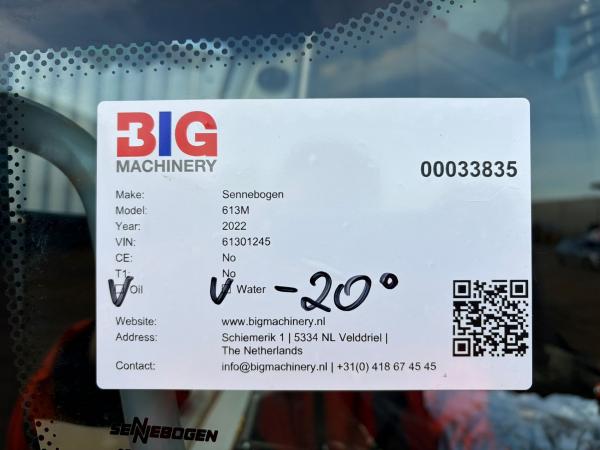 BIG
MACHINERY
00033835
Make: Sennebogen
Model: 613M
Year: 2022
VIN: 61301245
CE: No
T1: No
V Oil V Water -20°
Website: www.bigmachinery.nl
Address: Schiemerik 1 | 5334 NL Velddriel |
The Netherlands
Contact: info@bigmachinery.nl | +31(0) 418 67 45 45
SENNEBOGEN